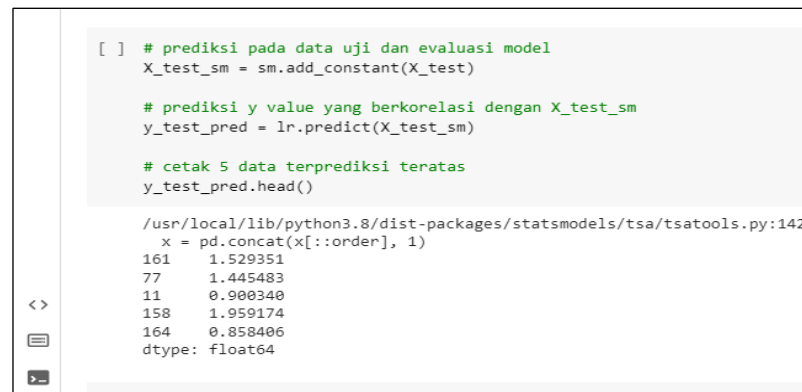 [ ] # prediksi pada data uji dan evaluasi model
X_test_sm = sm.add_constant(X_test)
# prediksi y value yang berkorelasi dengan X_test_sm
y_test_pred = lr.predict(X_test_sm)
# cetak 5 data terprediksi teratas
y_test_pred.head()
/usr/local/lib/python3.8/dist-packages/statsmodels/tsa/tsatools.py:142
x = pd.concat(x[::order], 1)
161 1.529351
77 1.445483
11 0.900340
158 1.959174
164 0.858406
dtype: float64